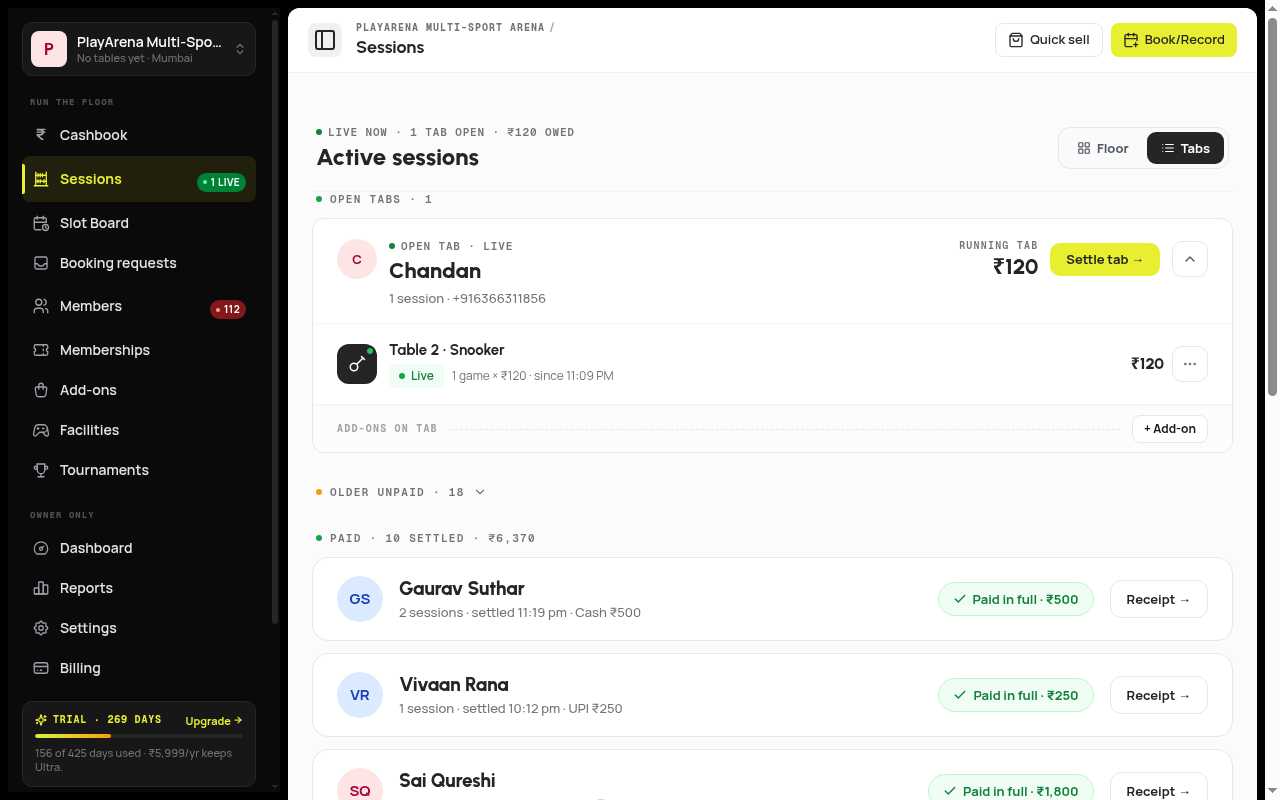 P
PlayArena Multi-Spo...
No tables yet · Mumbai
RUN THE FLOOR
Cashbook
Sessions
1 LIVE
Slot Board
Booking requests
Members
112
Memberships
Add-ons
Facilities
Tournaments
OWNER ONLY
Dashboard
Reports
Settings
Billing
TRIAL · 269 DAYS
Upgrade →
156 of 425 days used · ₹5,999/yr keeps
Ultra.
PLAYARENA MULTI-SPORT ARENA /
Sessions
Quick sell
Book/Record
LIVE NOW · 1 TAB OPEN · ₹120 OWED
Active sessions
Floor
Tabs
OPEN TABS · 1
C
OPEN TAB · LIVE
Chandan
1 session · +916366311856
RUNNING TAB
₹120
Settle tab →
Table 2 · Snooker
Live
1 game × ₹120 · since 11:09 PM
₹120
ADD-ONS ON TAB
+ Add-on
OLDER UNPAID · 18
PAID · 10 SETTLED · ₹6,370
GS
Gaurav Suthar
2 sessions · settled 11:19 pm · Cash ₹500
Paid in full · ₹500
Receipt →
VR
Vivaan Rana
1 session · settled 10:12 pm · UPI ₹250
Paid in full · ₹250
Receipt →
SQ
Sai Qureshi
Paid in full · ₹1,800
Receipt →